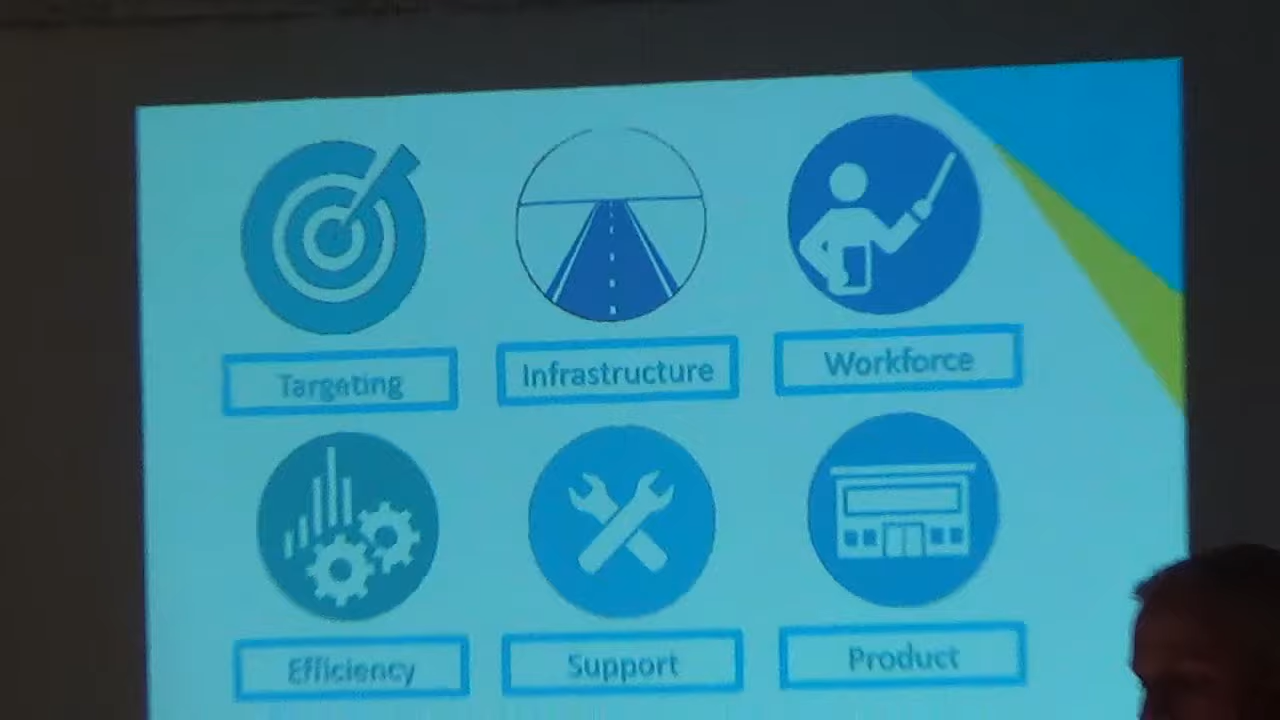 Targeting
Infrastructure
Workforce
Efficiency
Support
Product